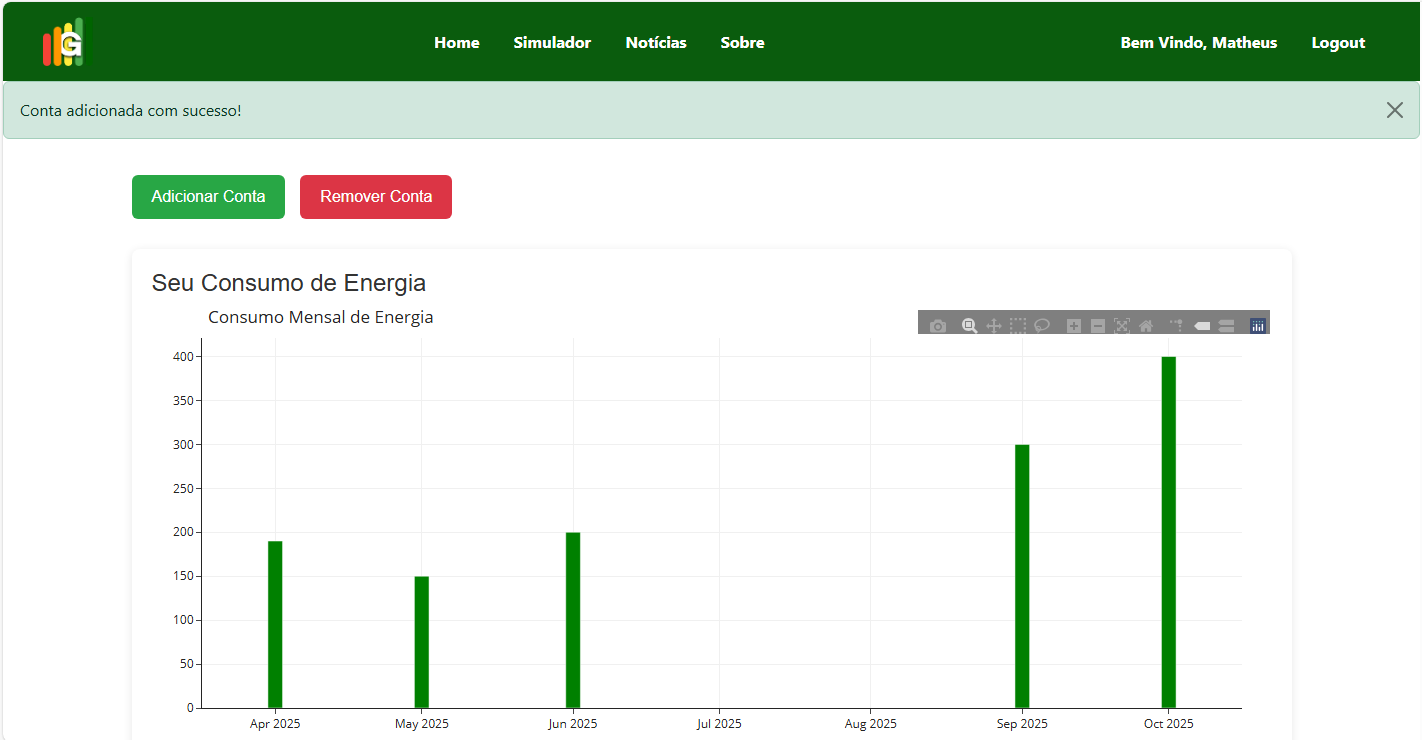 G
Home Simulador Notícias Sobre Bem Vindo, Matheus Logout
Conta adicionada com sucesso!
Adicionar Conta Remover Conta
Seu Consumo de Energia
Consumo Mensal de Energia
400
350
300
250
200
150
100
50
0
Apr 2025 May 2025 Jun 2025 Jul 2025 Aug 2025 Sep 2025 Oct 2025